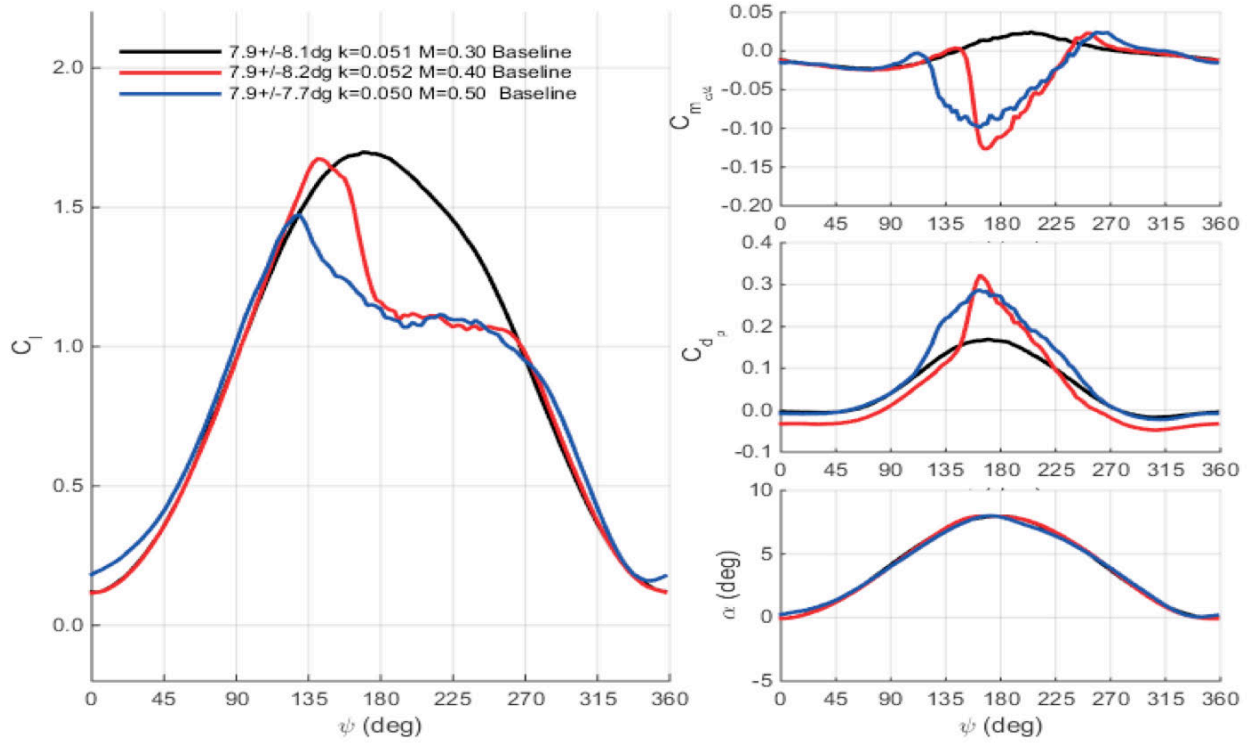 7.9+/-8.1dg k=0.051 M=0.30 Baseline
7.9+/-8.2dg k=0.052 M=0.40 Baseline
7.9+/-7.7dg k=0.050 M=0.50 Baseline
2.0
1.5
1.0
0.5
0.0
C_l
0 45 90 135 180 225 270 315 360
ψ (deg)
0.05
0.0
-0.05
-0.10
-0.15
-0.20
C_m
0 45 90 135 180 225 270 315 360
0.4
0.3
0.2
0.1
0.0
-0.1
C_d_p
0 45 90 135 180 225 270 315 360
10
5
0
-5
α (deg)
0 45 90 135 180 225 270 315 360
ψ (deg)